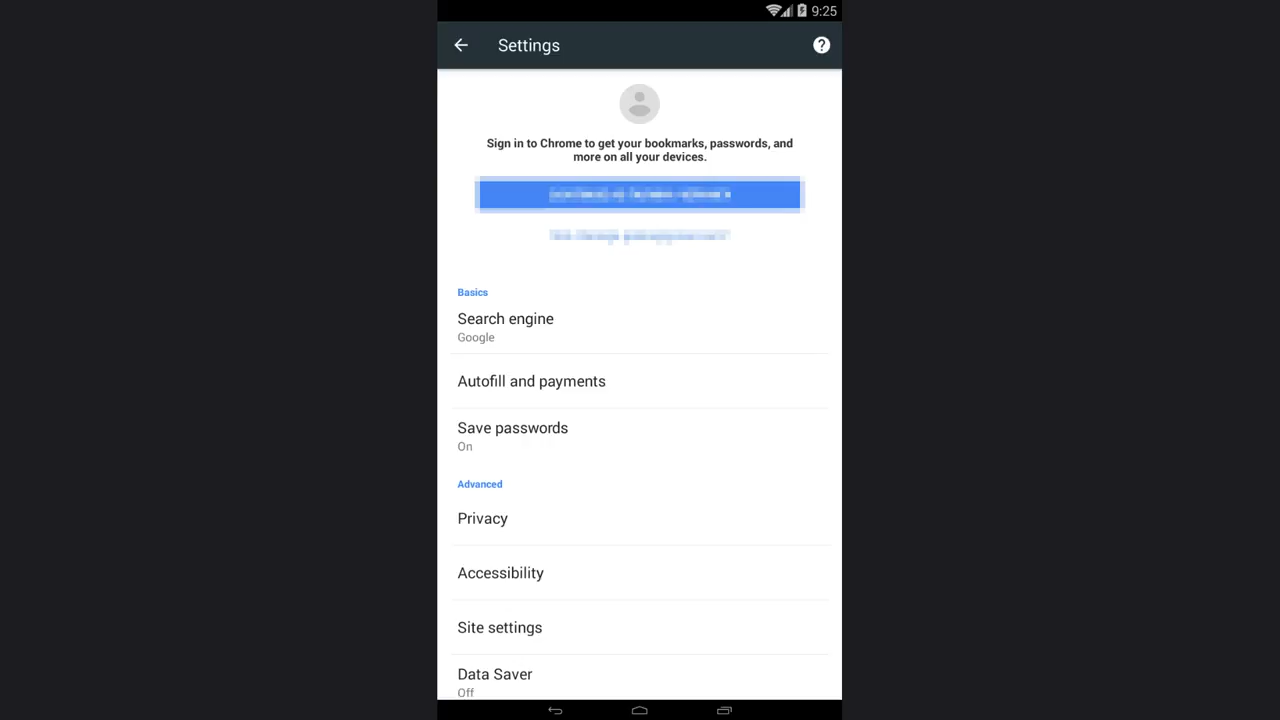 9:25
Settings
Sign in to Chrome to get your bookmarks, passwords, and
more on all your devices.
Basics
Search engine
Google
Autofill and payments
Save passwords
On
Advanced
Privacy
Accessibility
Site settings
Data Saver
Off